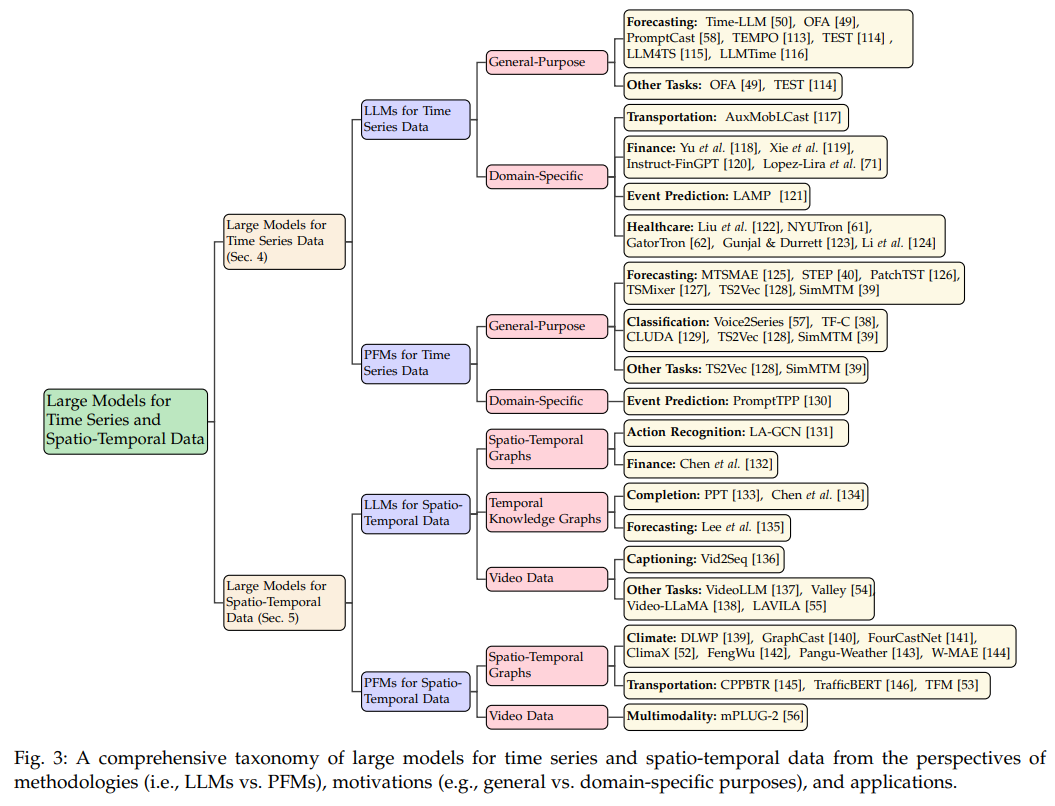 Large Models for
Time Series and
Spatio-Temporal Data
Large Models for
Time Series Data
(Sec. 4)
LLMs for Time
Series Data
General-Purpose
Forecasting: Time-LLM [50], OFA [49],
PromptCast [58], TEMPO [113], TEST [114] ,
LLM4TS [115], LLMTime [116]
Other Tasks: OFA [49], TEST [114]
Domain-Specific
Transportation: AuxMobLCast [117]
Finance: Yu et al. [118], Xie et al. [119],
Instruct-FinGPT [120], Lopez-Lira et al. [71]
Event Prediction: LAMP [121]
Healthcare: Liu et al. [122], NYUTron [61],
GatorTron [62], Gunjal & Durrett [123], Li et al. [124]
PFMs for Time
Series Data
General-Purpose
Forecasting: MTSMAE [125], STEP [40], PatchTST [126],
TSMixer [127], TS2Vec [128], SimMTM [39]
Classification: Voice2Series [57], TF-C [38],
CLUDA [129], TS2Vec [128], SimMTM [39]
Other Tasks: TS2Vec [128], SimMTM [39]
Domain-Specific
Event Prediction: PromptTPP [130]
Large Models for
Spatio-Temporal
Data (Sec. 5)
LLMs for Spatio-
Temporal Data
Spatio-Temporal
Graphs
Action Recognition: LA-GCN [131]
Finance: Chen et al. [132]
Temporal
Knowledge Graphs
Completion: PPT [133], Chen et al. [134]
Forecasting: Lee et al. [135]
Video Data
Captioning: Vid2Seq [136]
Other Tasks: VideoLLM [137], Valley [54],
Video-LLaMA [138], LAVILA [55]
PFMs for Spatio-
Temporal Data
Spatio-Temporal
Graphs
Climate: DLWP [139], GraphCast [140], FourCastNet [141],
ClimaX [52], FengWu [142], Pangu-Weather [143], W-MAE [144]
Transportation: CPPBTR [145], TrafficBERT [146], TFM [53]
Video Data
Multimodality: mPLUG-2 [56]
Fig. 3: A comprehensive taxonomy of large models for time series and spatio-temporal data from the perspectives of
methodologies (i.e., LLMs vs. PFMs), motivations (e.g., general vs. domain-specific purposes), and applications.